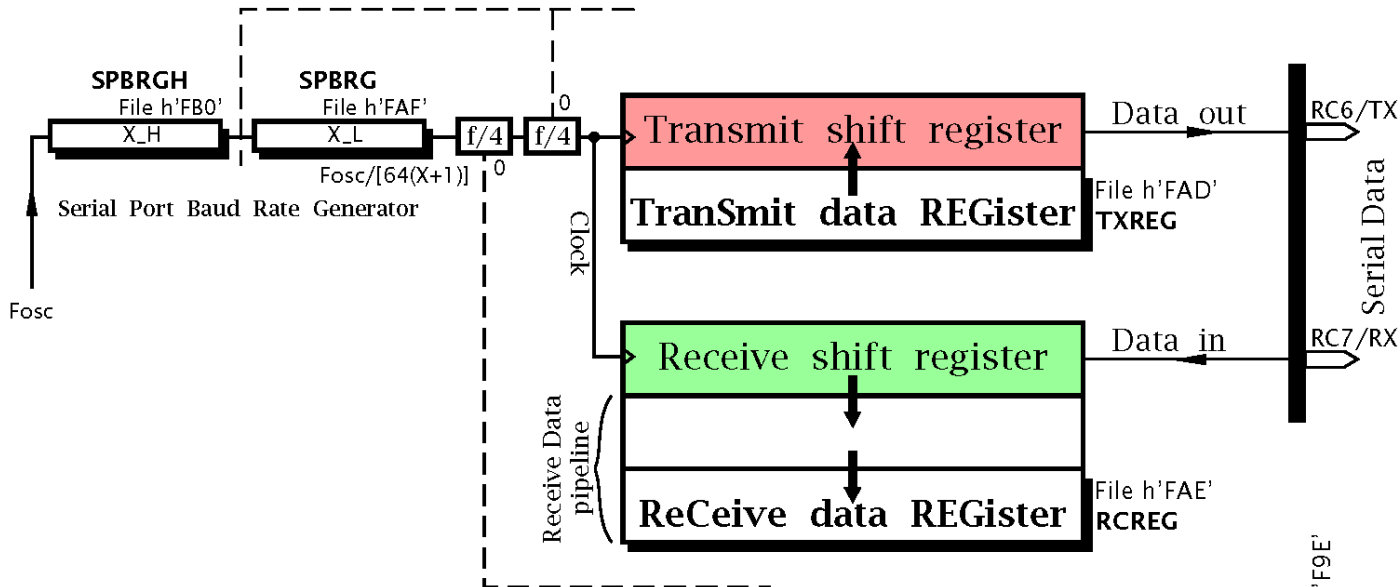 SPBRGH
File h'FB0'
X_H
SPBRG
File h'FAF'
X_L
f/4
0
f/4
0
Fosc/[64(X+1)]
Serial Port Baud Rate Generator
Fosc
Clock
Transmit shift register
TranSmit data REGister
File h'FAD'
TXREG
Data out
RC6/TX
Serial Data
Receive shift register
Data in
RC7/RX
Receive Data
pipeline
ReCeive data REGister
File h'FAE'
RCREG
'F9E'